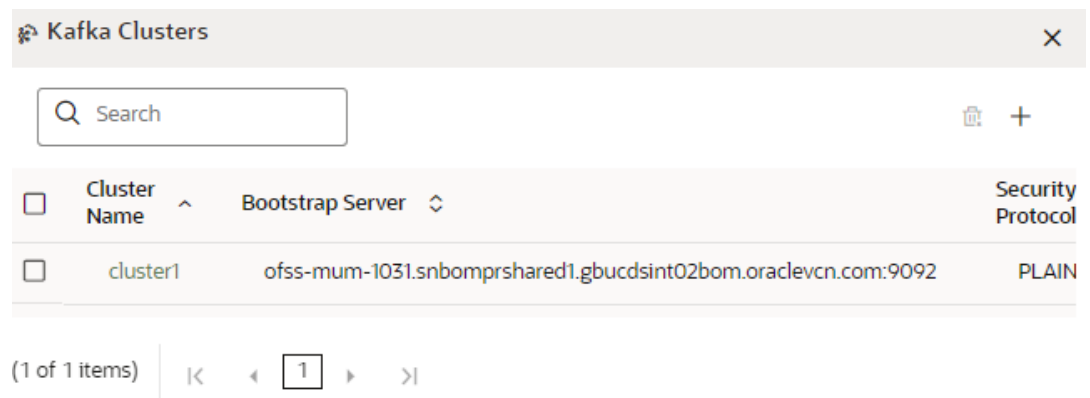 Kafka Clusters
Search
Cluster Name
Bootstrap Server
Security Protocol
cluster1
ofss-mum-1031.snbomprshared1.gbucdsint02bom.oraclevcn.com:9092
PLAIN
(1 of 1 items)
1